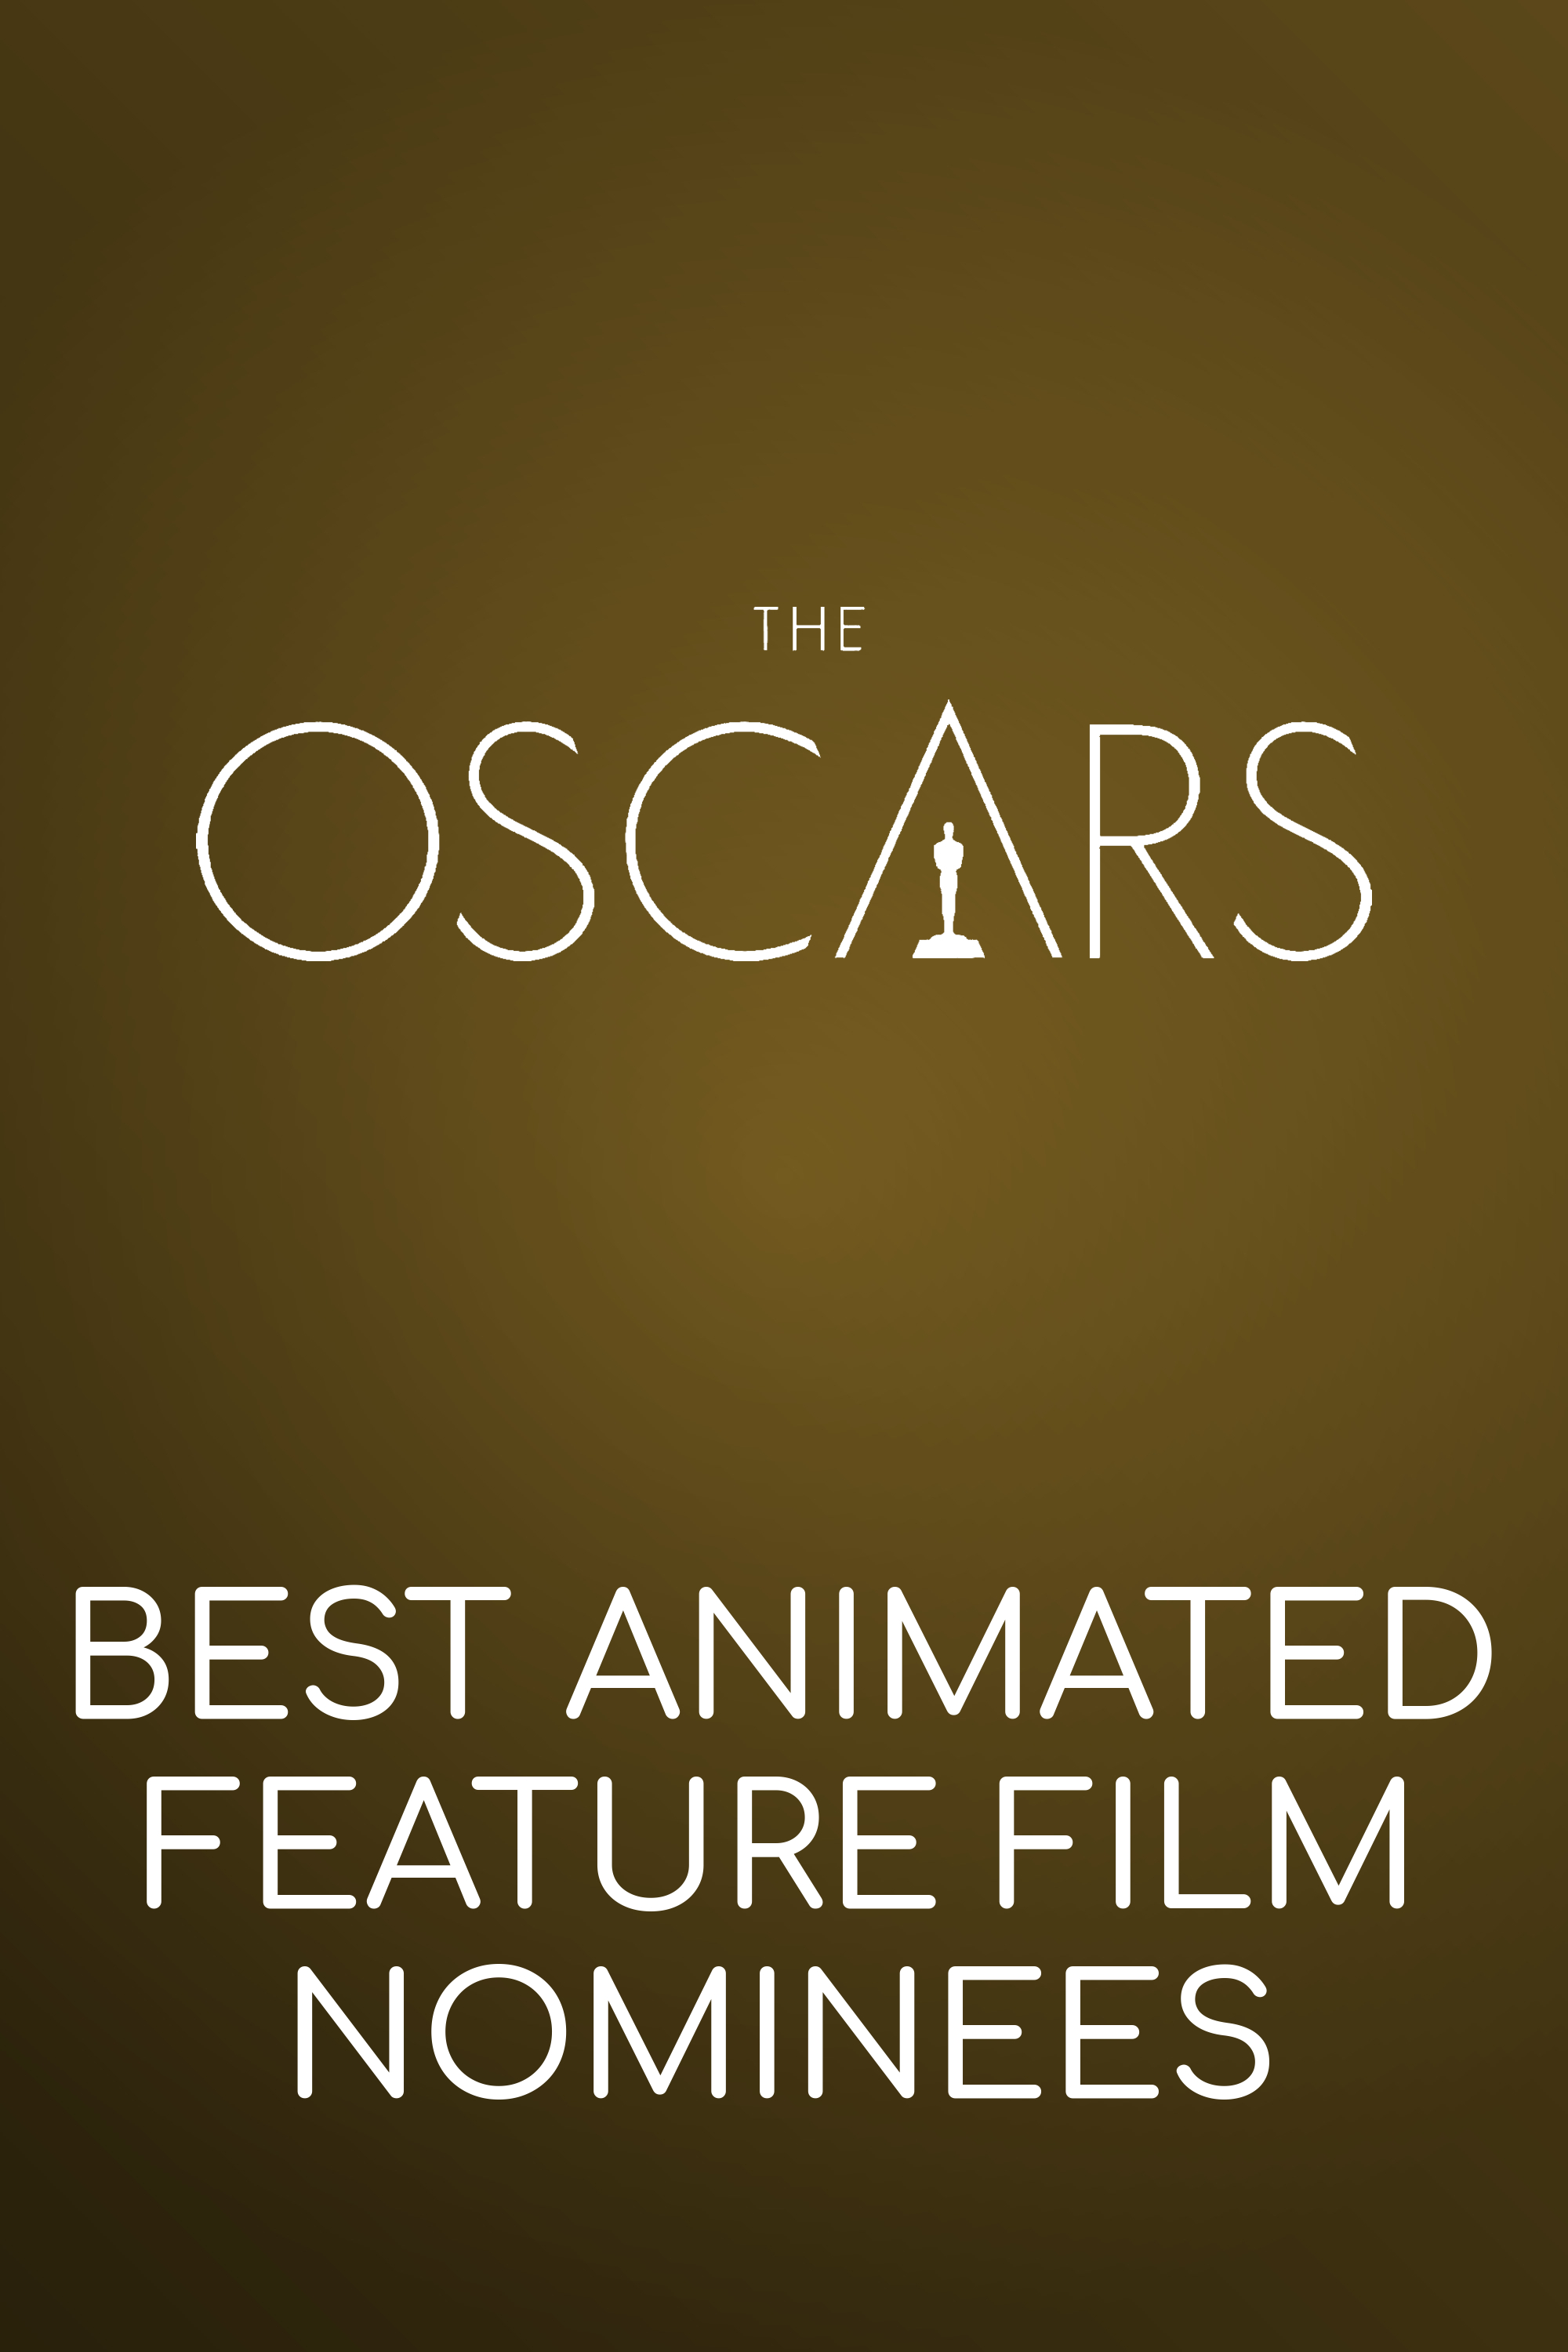 THE
OSCARS
BEST ANIMATED
FEATURE FILM
NOMINEES